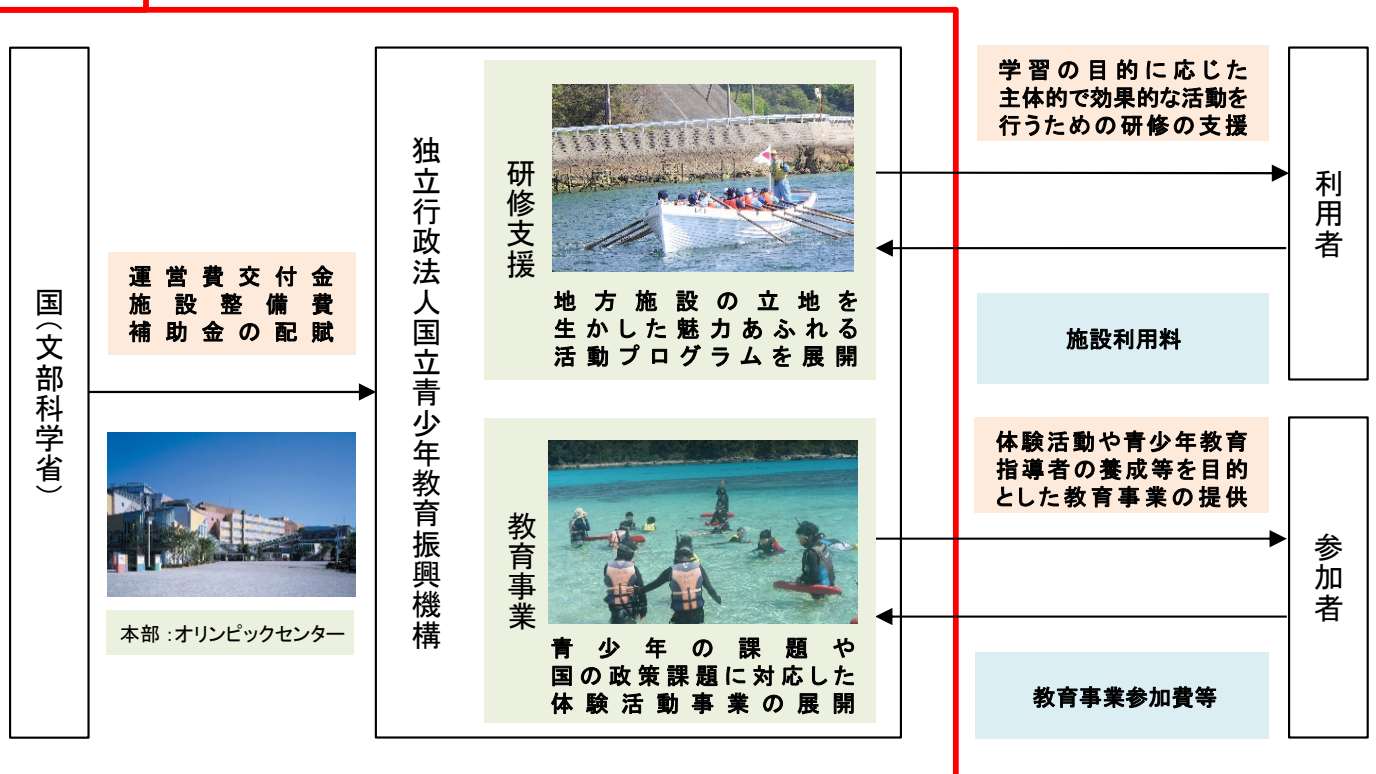 国（文部科学省）
運営費交付金
施設整備費
補助金の配賦
本部：オリンピックセンター
独立行政法人国立青少年教育振興機構
研修支援
地方施設の立地を
生かした魅力あふれる
活動プログラムを展開
教育事業
青少年の課題や
国の政策課題に対応した
体験活動事業の展開
学習の目的に応じた
主体的で効果的な活動を
行うための研修の支援
施設利用料
利用者
体験活動や青少年教育
指導者の養成等を目的
とした教育事業の提供
教育事業参加費等
参加者